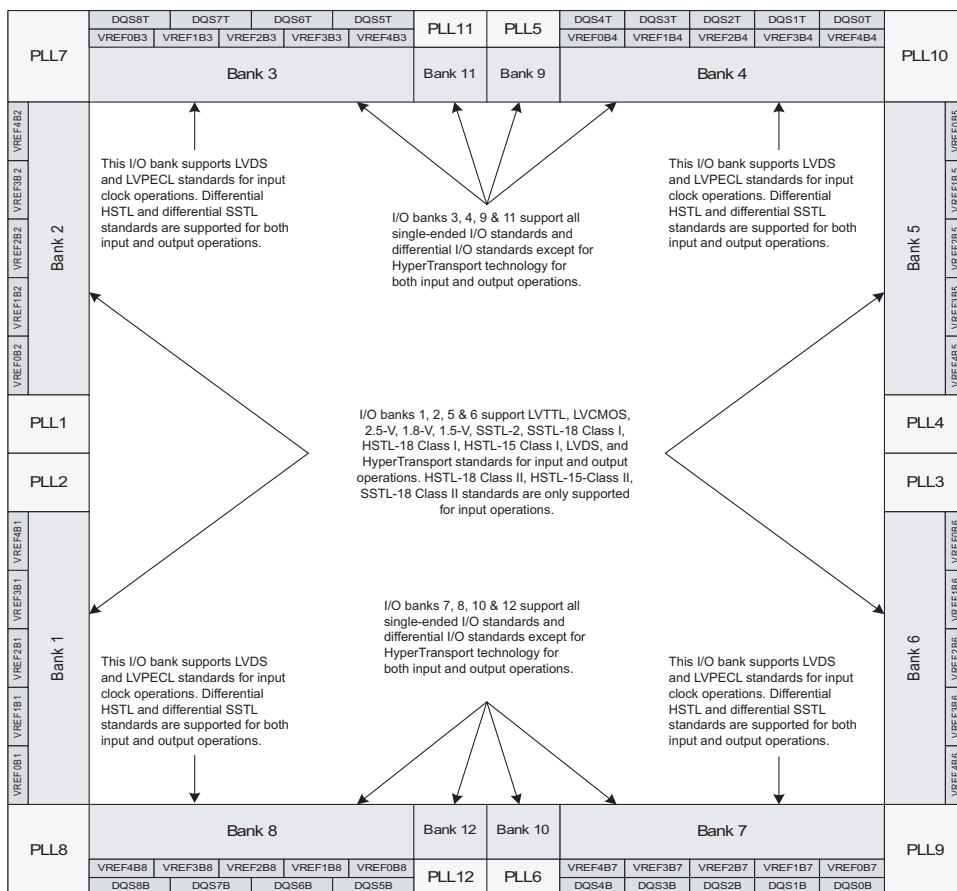 DQS8T DQS7T DQS6T DQS5T
VREF0B3 VREF1B3 VREF2B3 VREF3B3 VREF4B3
PLL11 PLL5
DQS4T DQS3T DQS2T DQS1T DQS0T
VREF0B4 VREF1B4 VREF2B4 VREF3B4 VREF4B4
PLL7
Bank 3
Bank 11
Bank 9
Bank 4
PLL10
VREF4B2
VREF3B2
VREF2B2
VREF1B2
VREF0B2
Bank 2
This I/O bank supports LVDS
and LVPECL standards for input
clock operations. Differential
HSTL and differential SSTL
standards are supported for both
input and output operations.
I/O banks 3, 4, 9 & 11 support all
single-ended I/O standards and
differential I/O standards except for
HyperTransport technology for
both input and output operations.
This I/O bank supports LVDS
and LVPECL standards for input
clock operations. Differential
HSTL and differential SSTL
standards are supported for both
input and output operations.
Bank 5
VREF0B5
VREF1B5
VREF2B5
VREF3B5
VREF4B5
PLL1
PLL2
I/O banks 1, 2, 5 & 6 support LVTTL, LVCMOS,
2.5-V, 1.8-V, 1.5-V, SSTL-2, SSTL-18 Class I,
HSTL-18 Class I, HSTL-15 Class I, LVDS, and
HyperTransport standards for input and output
operations. HSTL-18 Class II, HSTL-15-Class II,
SSTL-18 Class II standards are only supported
for input operations.
PLL4
PLL3
VREF4B1
VREF3B1
VREF2B1
VREF1B1
VREF0B1
Bank 1
This I/O bank supports LVDS
and LVPECL standards for input
clock operations. Differential
HSTL and differential SSTL
standards are supported for both
input and output operations.
I/O banks 7, 8, 10 & 12 support all
single-ended I/O standards and
differential I/O standards except for
HyperTransport technology for
both input and output operations.
This I/O bank supports LVDS
and LVPECL standards for input
clock operations. Differential
HSTL and differential SSTL
standards are supported for both
input and output operations.
Bank 6
VREF0B6
VREF1B6
VREF2B6
VREF3B6
VREF4B6
PLL8
Bank 8
Bank 12
Bank 10
Bank 7
PLL9
VREF4B8 VREF3B8 VREF2B8 VREF1B8 VREF0B8
DQS8B DQS7B DQS6B DQS5B
PLL12 PLL6
VREF4B7 VREF3B7 VREF2B7 VREF1B7 VREF0B7
DQS4B DQS3B DQS2B DQS1B DQS0B